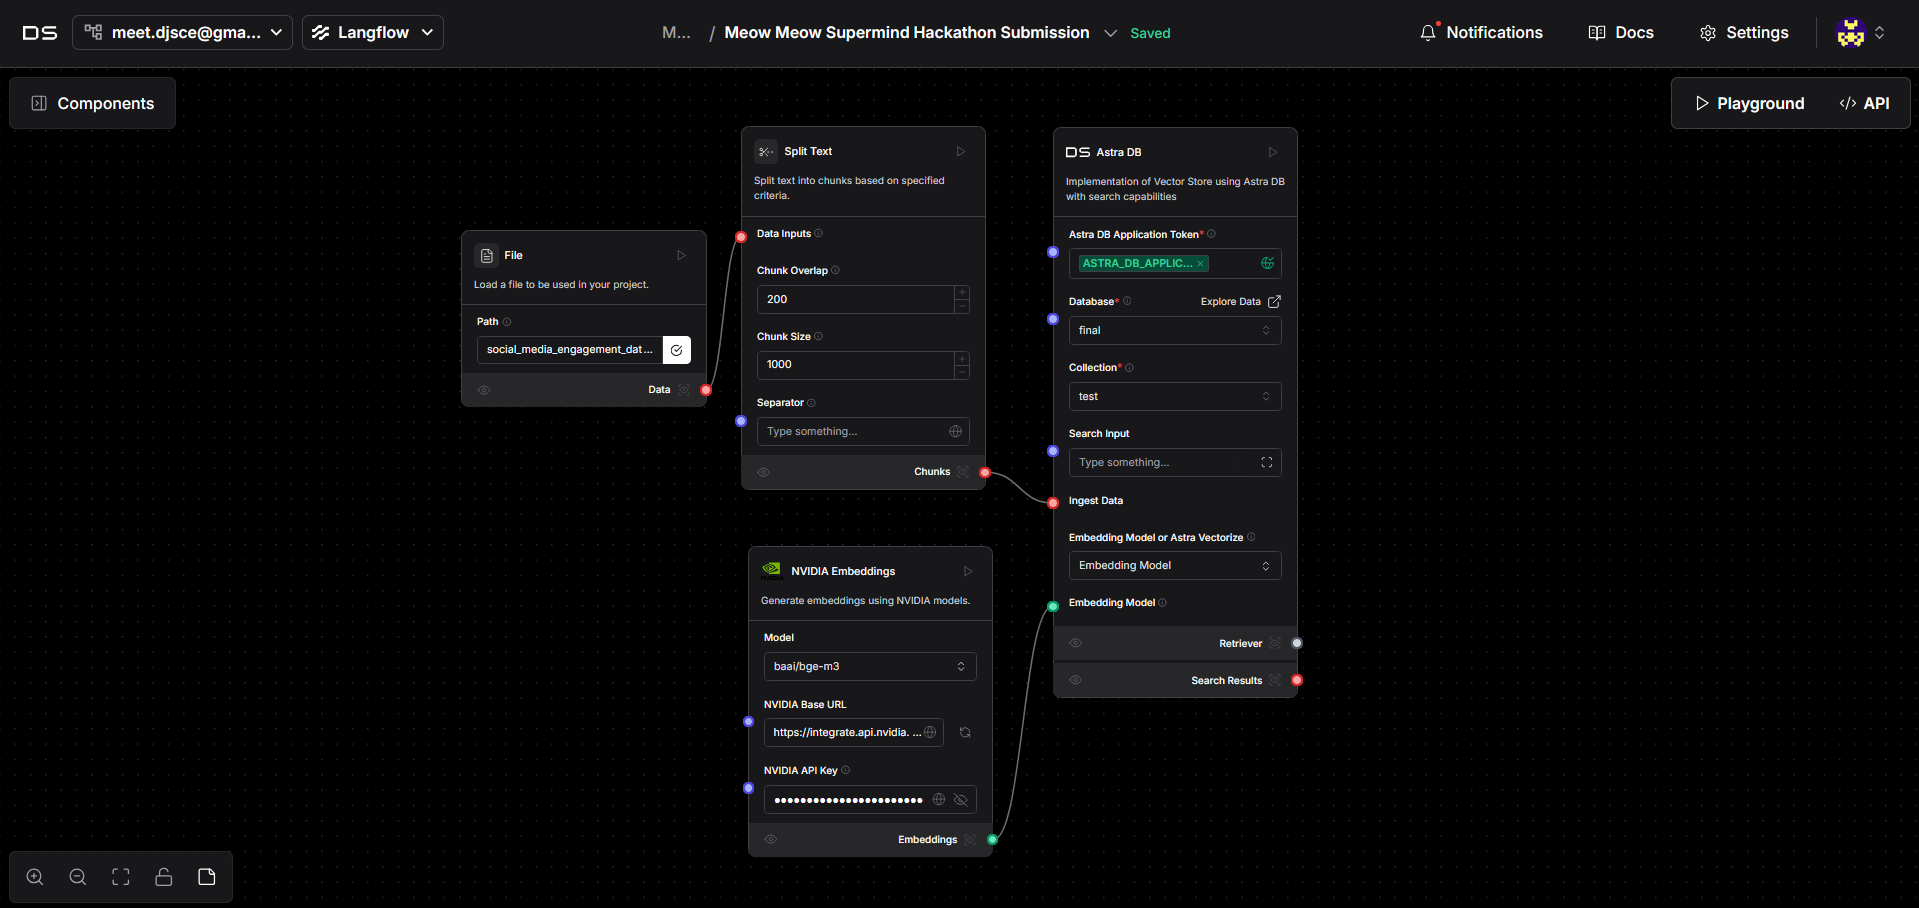 DS
meet.djsce@gma...
Langflow
M... / Meow Meow Supermind Hackathon Submission
Saved
Notifications
Docs
Settings
Components
Playground
API
File
Load a file to be used in your project.
Path
social_media_engagement_dat...
Data
Split Text
Split text into chunks based on specified
criteria.
Data Inputs
Chunk Overlap
200
Chunk Size
1000
Separator
Type something...
Chunks
NVIDIA Embeddings
Generate embeddings using NVIDIA models.
Model
baai/bge-m3
NVIDIA Base URL
https://integrate.api.nvidia. ...
NVIDIA API Key
•••••••••••••••••••••••
Embeddings
DS Astra DB
Implementation of Vector Store using Astra DB
with search capabilities
Astra DB Application Token*
ASTRA_DB_APPLIC... ×
Database*
Explore Data
final
Collection*
test
Search Input
Type something...
Ingest Data
Embedding Model or Astra Vectorize
Embedding Model
Embedding Model
Retriever
Search Results